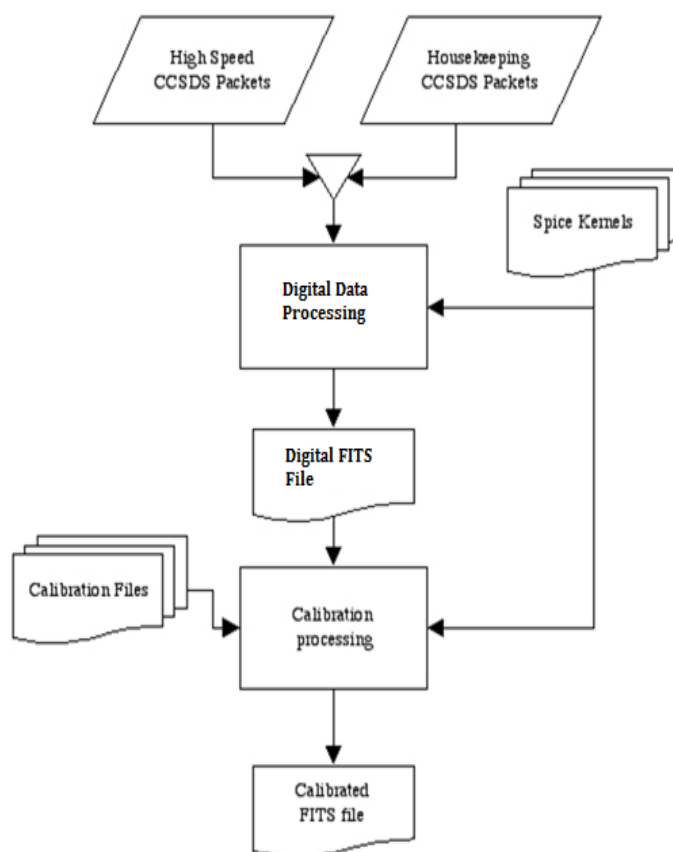 High Speed
CCSDS Packets
Housekeeping
CCSDS Packets
Spice Kernels
Digital Data
Processing
Digital FITS
File
Calibration Files
Calibration
processing
Calibrated
FITS file